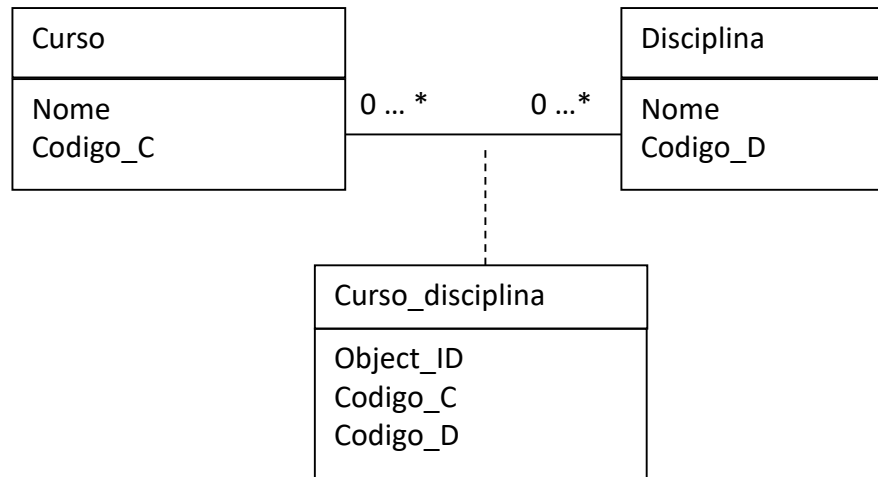 Curso
Nome
Codigo_C
0 ... *
0 ...*
Disciplina
Nome
Codigo_D
Curso_disciplina
Object_ID
Codigo_C
Codigo_D